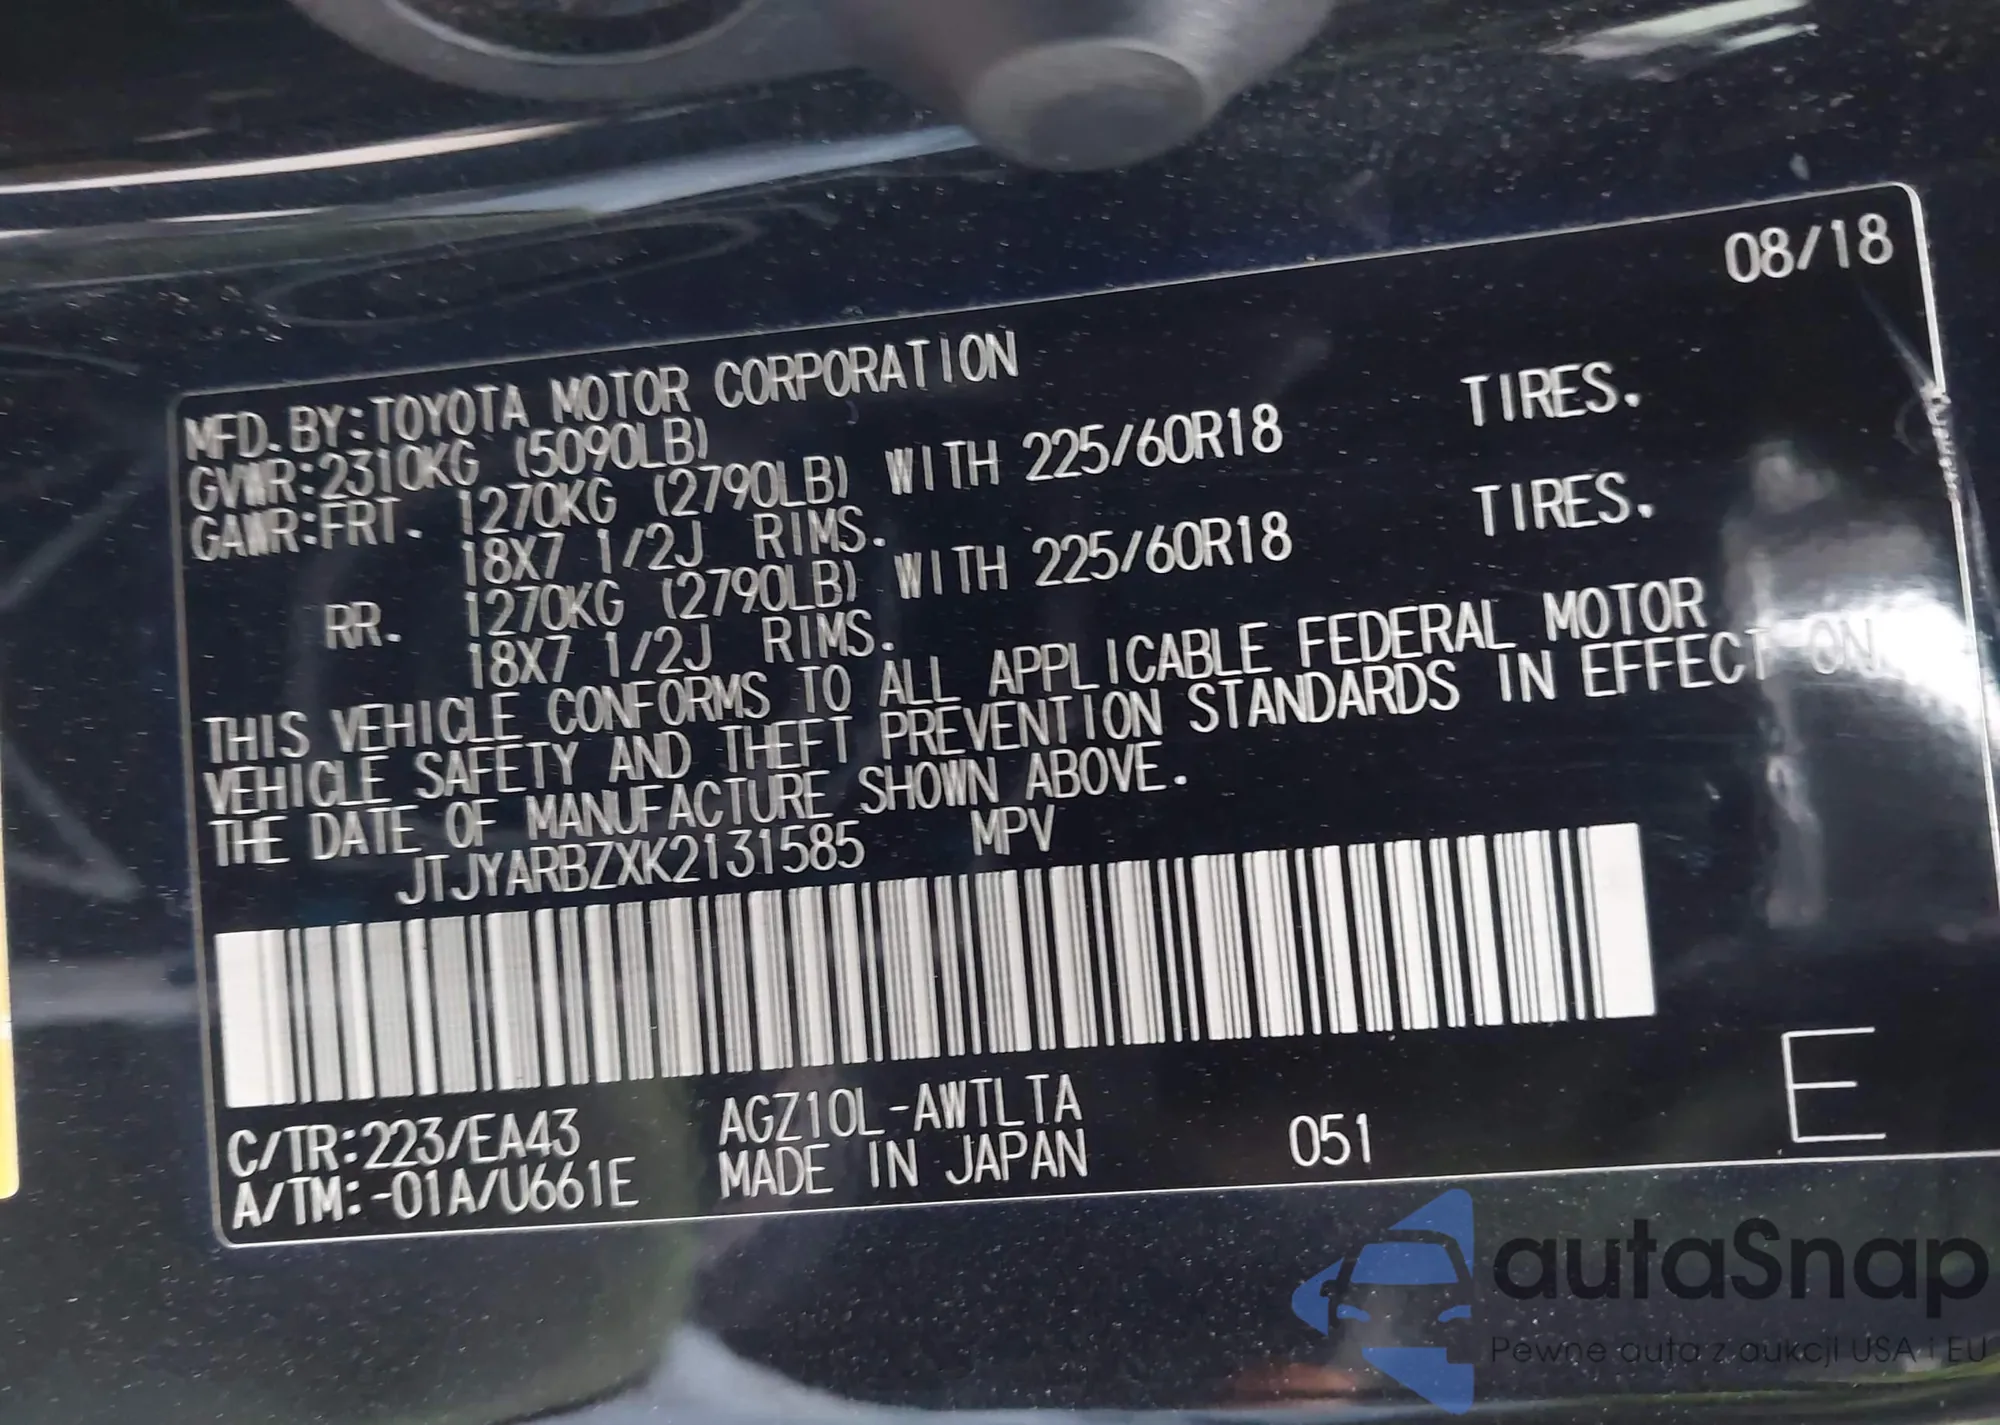 08/18
MFD.BY:TOYOTA MOTOR CORPORATION
GVWR:2310KG (5090LB)
GAWR:FRT. 1270KG (2790LB) WITH 225/60R18 TIRES.
18X7 1/2J RIMS.
RR. 1270KG (2790LB) WITH 225/60R18 TIRES.
18X7 1/2J RIMS.
THIS VEHICLE CONFORMS TO ALL APPLICABLE FEDERAL MOTOR
VEHICLE SAFETY AND THEFT PREVENTION STANDARDS IN EFFECT ON
THE DATE OF MANUFACTURE SHOWN ABOVE.
JTJYARBZXK2131585 MPV
C/TR:223/EA43 AGZ10L-AWTLTA
A/TM:-01A/U661E MADE IN JAPAN 051 E
autaSnap
Pewne auta z aukcji USA i EU